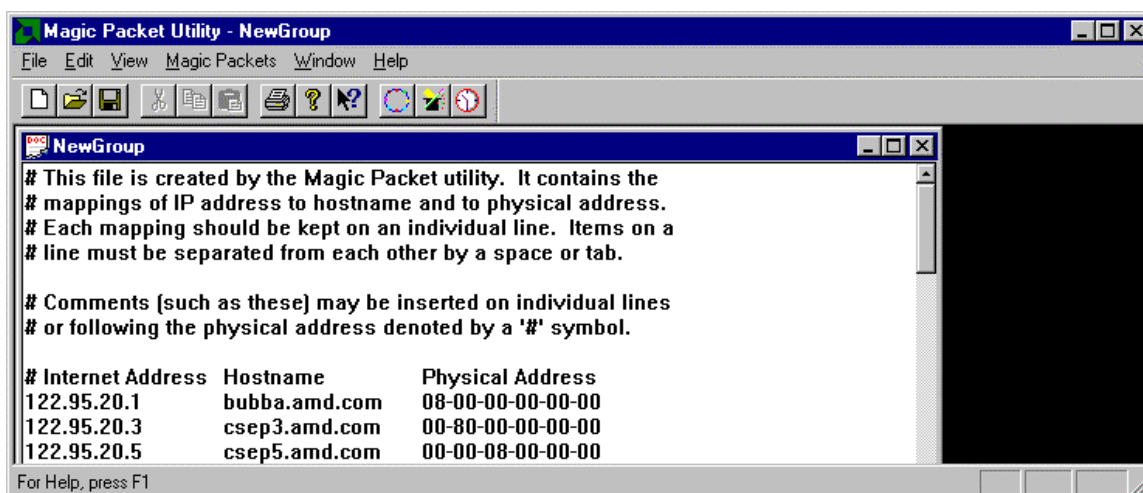 Magic Packet Utility - NewGroup
File Edit View Magic Packets Window Help
NewGroup
# This file is created by the Magic Packet utility.  It contains the
# mappings of IP address to hostname and to physical address.
# Each mapping should be kept on an individual line.  Items on a
# line must be separated from each other by a space or tab.
# Comments (such as these) may be inserted on individual lines
# or following the physical address denoted by a '#' symbol.
# Internet Address Hostname Physical Address
122.95.20.1 bubba.amd.com 08-00-00-00-00-00
122.95.20.3 csep3.amd.com 00-80-00-00-00-00
122.95.20.5 csep5.amd.com 00-00-08-00-00-00
For Help, press F1